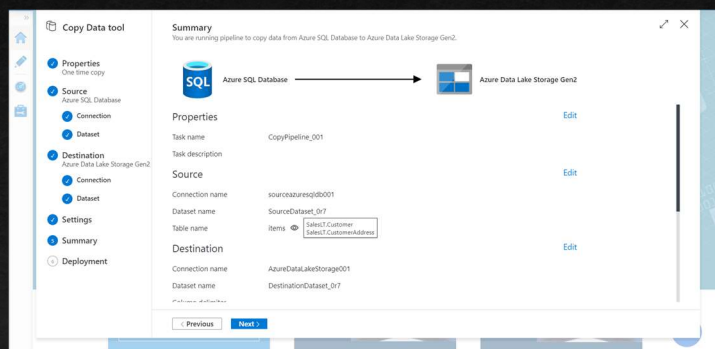 Copy Data tool
Properties
One time copy
Source
Azure SQL Database
Connection
Dataset
Destination
Azure Data Lake Storage Gen2
Connection
Dataset
Settings
5 Summary
6 Deployment
Summary
You are running pipeline to copy data from Azure SQL Database to Azure Data Lake Storage Gen2.
SQL
Azure SQL Database
Azure Data Lake Storage Gen2
Properties Edit
Task name CopyPipeline_001
Task description
Source Edit
Connection name sourceazuresqldb001
Dataset name SourceDataset_0r7
Table name items
SalesLT.Customer
SalesLT.CustomerAddress
Destination Edit
Connection name AzureDataLakeStorage001
Dataset name DestinationDataset_0r7
Column delimiter
< Previous Next >